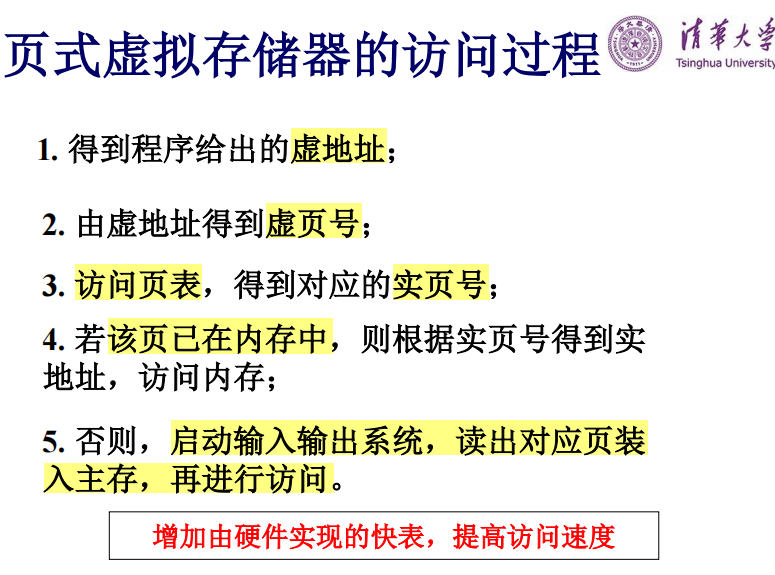 页式虚拟存储器的访问过程
清華大学
Tsinghua University
1. 得到程序给出的虚地址；
2. 由虚地址得到虚页号；
3. 访问页表，得到对应的实页号；
4. 若该页已在内存中，则根据实页号得到实
地址，访问内存；
5. 否则，启动输入输出系统，读出对应页装
入主存，再进行访问。
增加由硬件实现的快表，提高访问速度